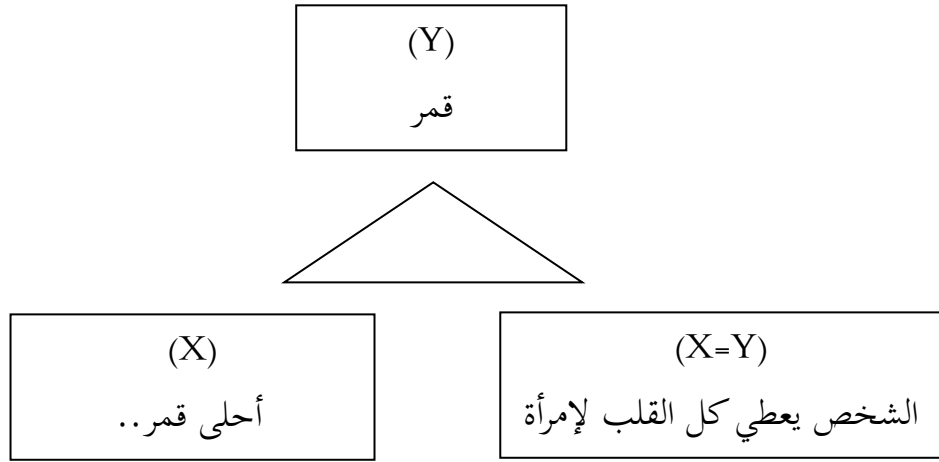 (Y)
قمر
(X)
أحلى قمر..
(X=Y)
الشخص يعطي كل القلب لإمرأة